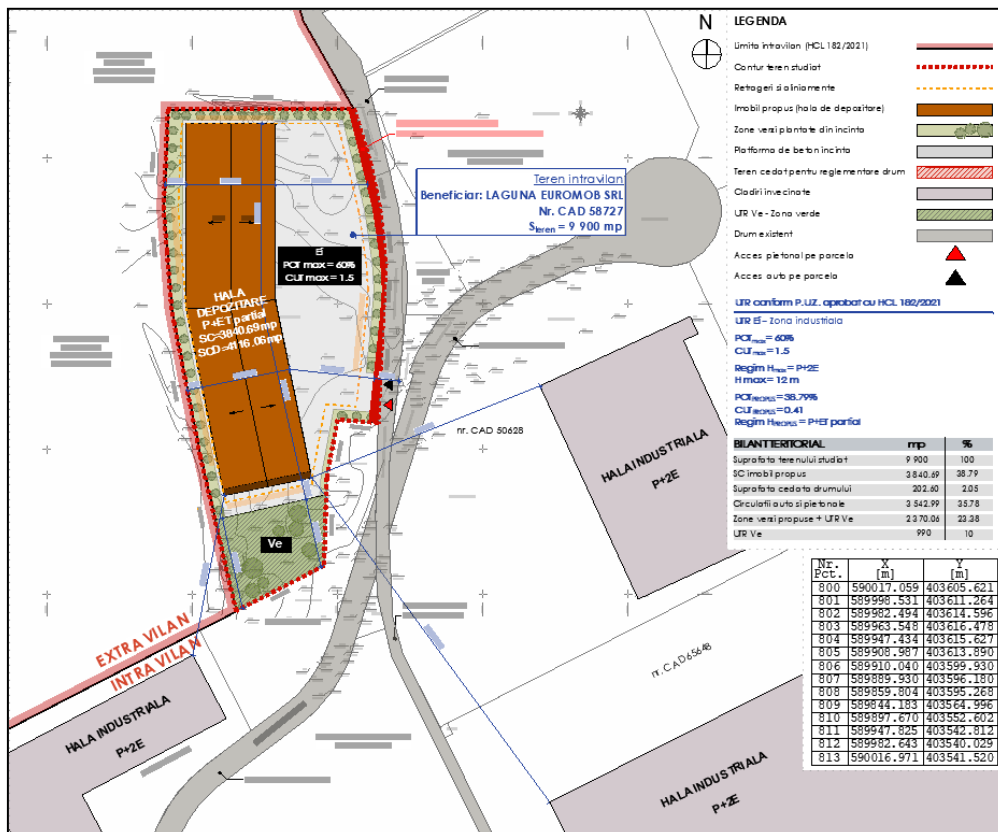 N
LEGENDA
Limita intravilan (HCL 182/2021)
Contur teren studiat
Retrageri si aliniamente
Imobil propus (hala de depozitare)
Zone verzi plantate din incinta
Platforma de beton incinta
Teren cedat pentru reglementare drum
Cladiri invecinate
UTR Ve - Zona verde
Drum existent
Acces pietonal pe parcela
Acces auto pe parcela
UTR conform P.U.Z. aprobat cu HCL 182/2021
UTR EI - Zona industriala
POTmax = 60%
CUTmax = 1.5
Regim Hmax = P+2E
H max = 12 m
POTPROPUS = 38.79%
CUTPROPUS = 0.41
Regim HPROPUS = P+E1 partial
BILANT TERITORIAL mp %
Suprafata terenului studiat 9 900 100
SC imobil propus 3 840.69 38.79
Suprafata cedata drumului 202.60 2.05
Circulatii auto si pietonale 3 542.99 35.78
Zone verzi propuse + UTR Ve 2 370.06 23.38
UTR Ve 990 10
Nr. Pct. X [m] Y [m]
800 590017.059 403605.621
801 589998.531 403611.264
802 589982.494 403614.596
803 589963.548 403616.478
804 589947.434 403615.627
805 589908.987 403613.890
806 589910.040 403599.930
807 589889.930 403596.180
808 589859.804 403595.268
809 589844.183 403564.996
810 589897.670 403552.602
811 589947.825 403542.812
812 589982.643 403540.029
813 590016.971 403541.520
Teren intravilan
Beneficiar: LAGUNA EUROMOB SRL
Nr. CAD 58727
Steren = 9 900 mp
EI
POT max = 60%
CUT max = 1.5
HALA
DEPOZITARE
P+E1 partial
SC=3840.69mp
SCD=4116.06mp
Ve
nr. CAD 50628
HALA INDUSTRIALA
P+2E
nr. CAD 65648
EXTRAVILAN
INTRAVILAN
HALA INDUSTRIALA
P+2E
HALA INDUSTRIALA
P+2E